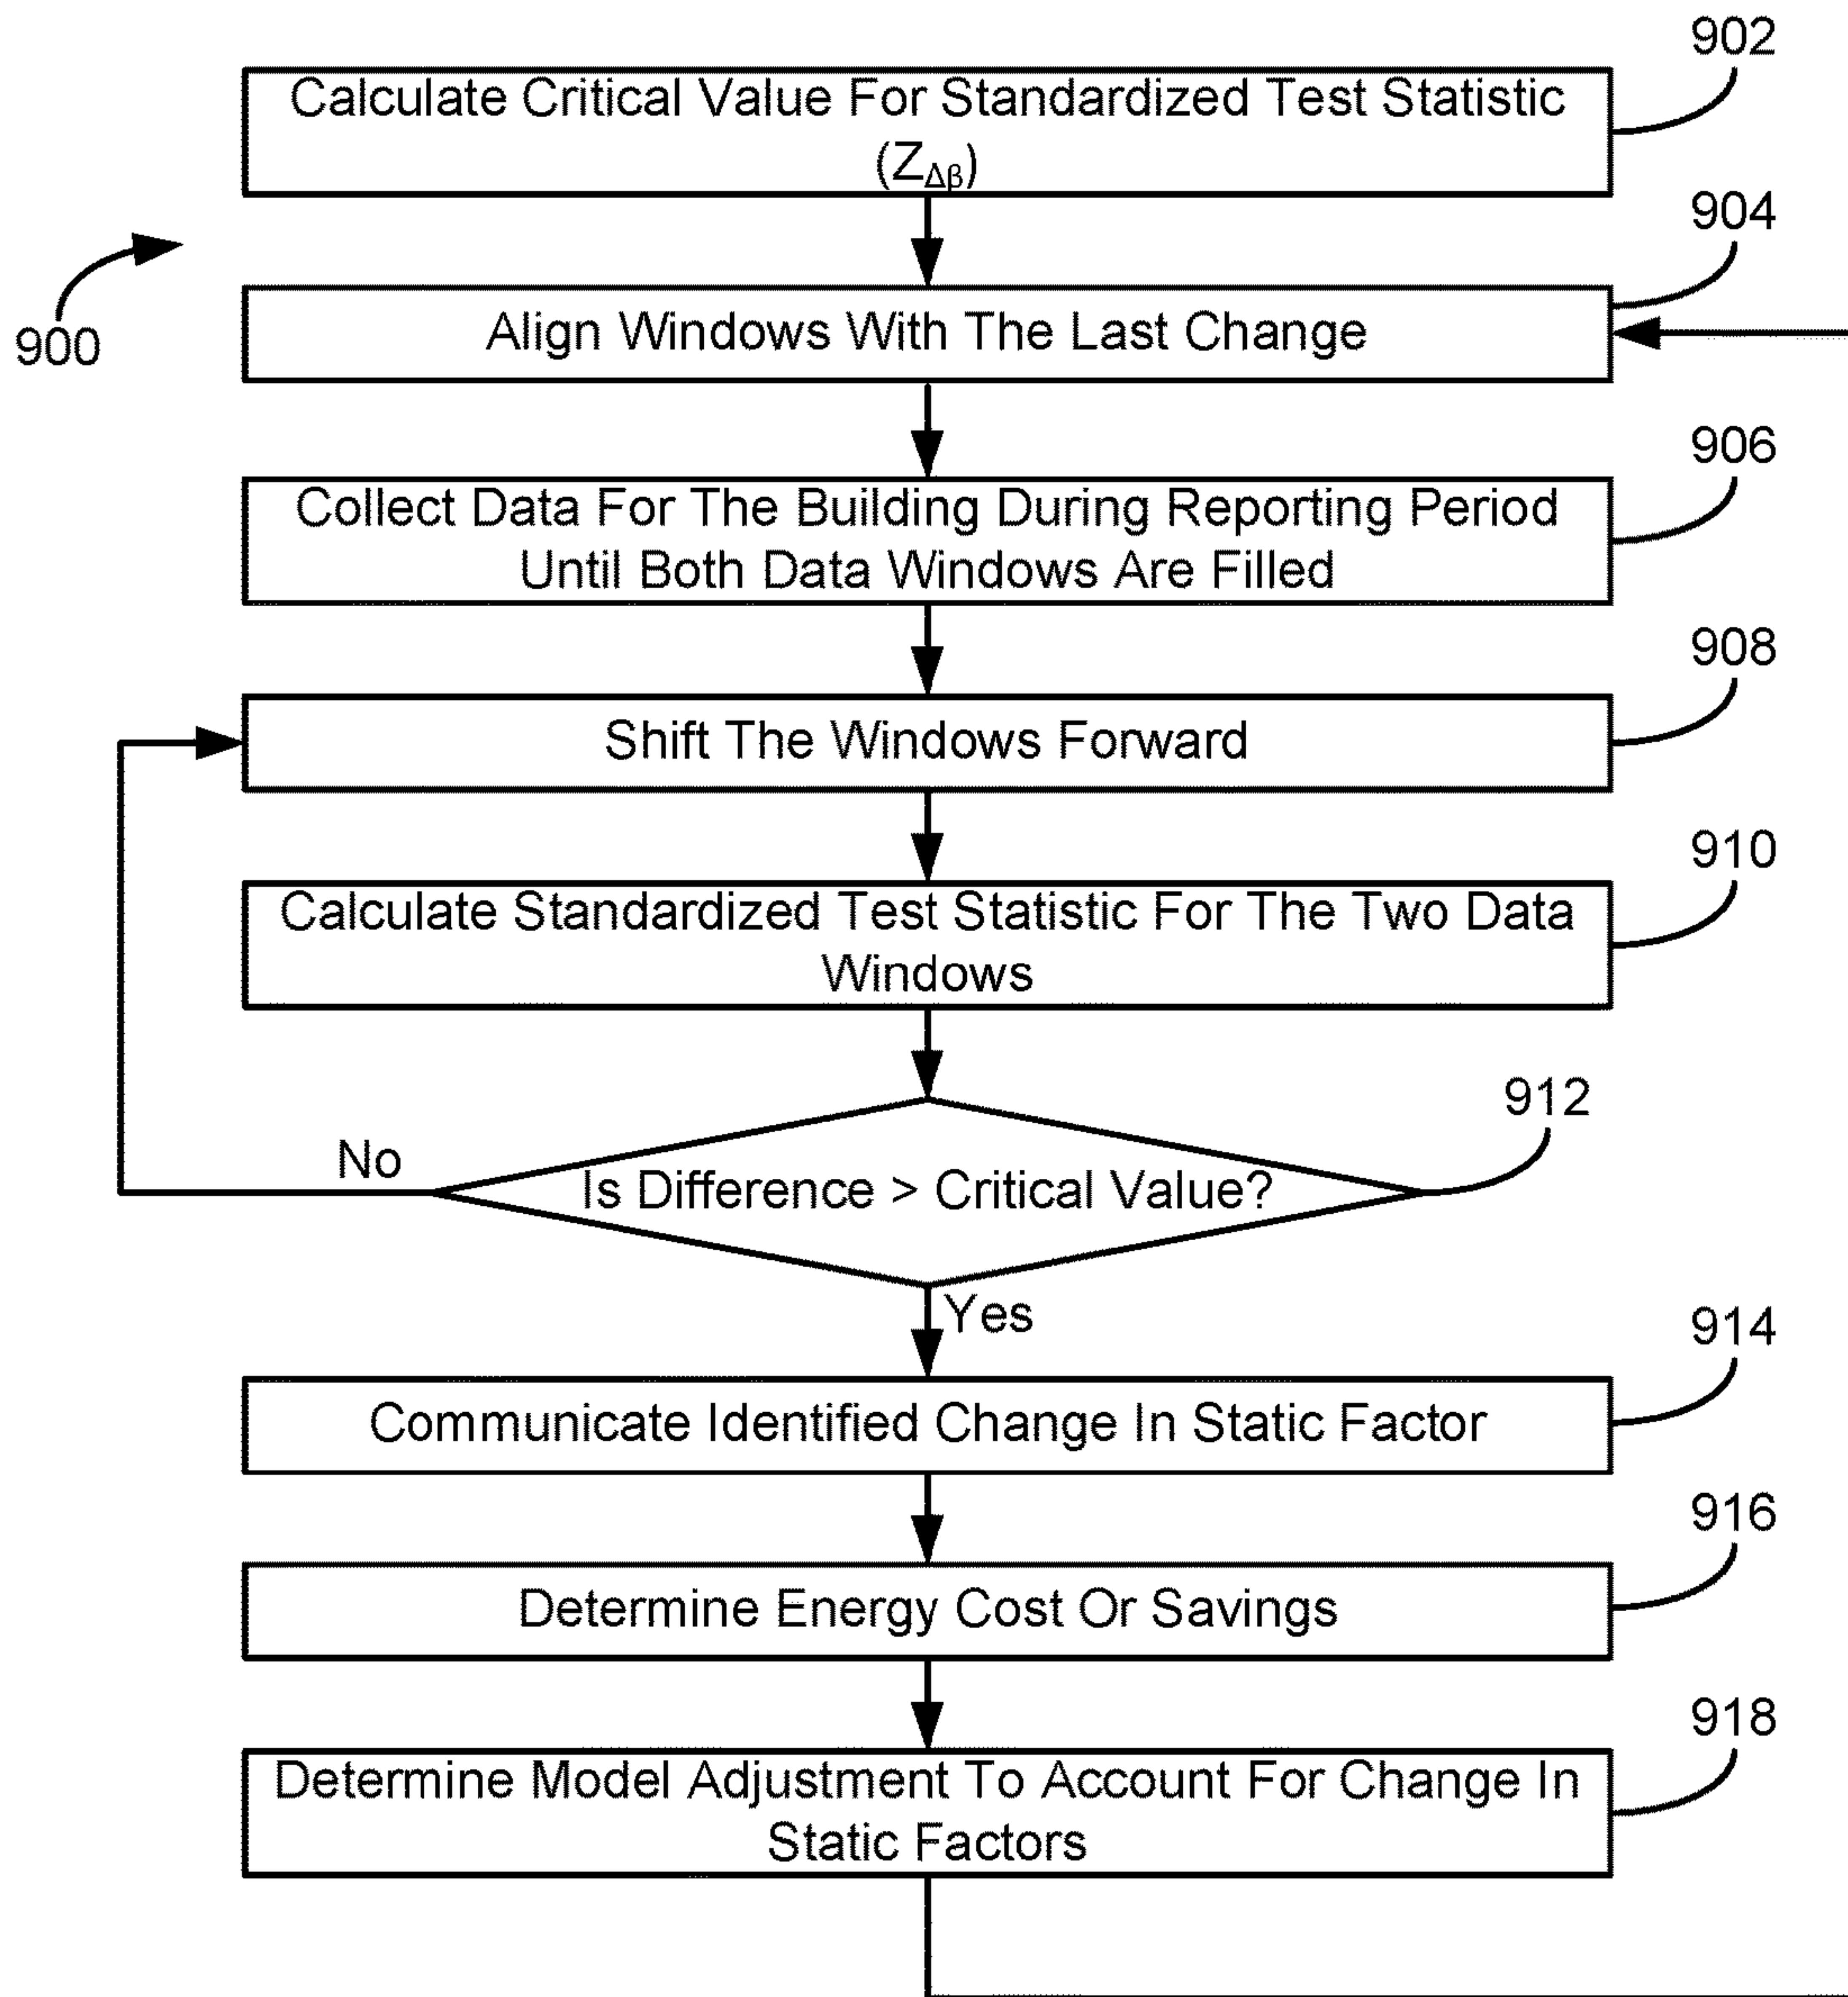 902
Calculate Critical Value For Standardized Test Statistic
(Z_Δβ)
904
900
Align Windows With The Last Change
906
Collect Data For The Building During Reporting Period
Until Both Data Windows Are Filled
908
Shift The Windows Forward
910
Calculate Standardized Test Statistic For The Two Data
Windows
912
No
Is Difference > Critical Value?
Yes
914
Communicate Identified Change In Static Factor
916
Determine Energy Cost Or Savings
918
Determine Model Adjustment To Account For Change In
Static Factors